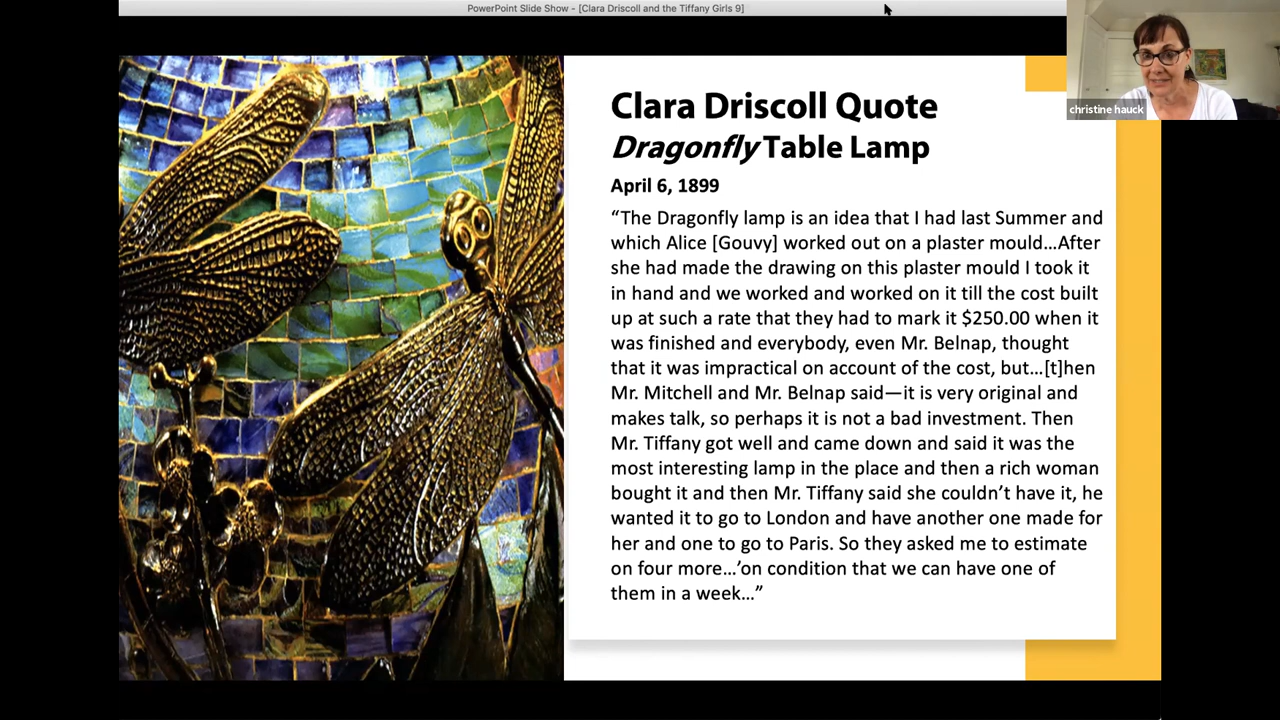 PowerPoint Slide Show - [Clara Driscoll and the Tiffany Girls 9]
christine hauck
Clara Driscoll Quote
Dragonfly Table Lamp
April 6, 1899
“The Dragonfly lamp is an idea that I had last Summer and
which Alice [Gouvy] worked out on a plaster mould…After
she had made the drawing on this plaster mould I took it
in hand and we worked and worked on it till the cost built
up at such a rate that they had to mark it $250.00 when it
was finished and everybody, even Mr. Belnap, thought
that it was impractical on account of the cost, but…[t]hen
Mr. Mitchell and Mr. Belnap said—it is very original and
makes talk, so perhaps it is not a bad investment. Then
Mr. Tiffany got well and came down and said it was the
most interesting lamp in the place and then a rich woman
bought it and then Mr. Tiffany said she couldn’t have it, he
wanted it to go to London and have another one made for
her and one to go to Paris. So they asked me to estimate
on four more…’on condition that we can have one of
them in a week…”